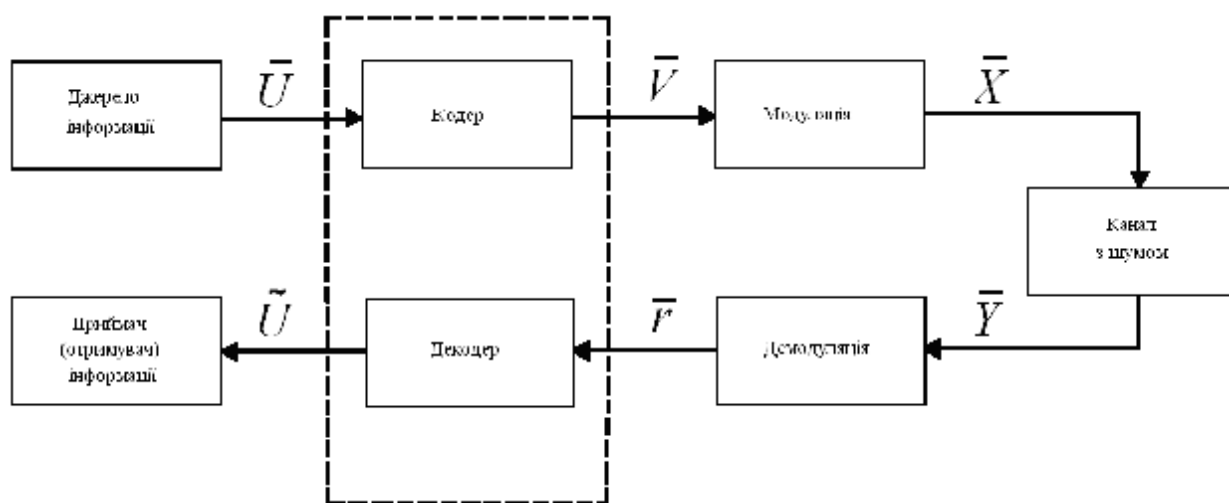 Джерело
інформації
Ū
Кодер
V̄
Модуляція
X̄
Канал
з шумом
Приймач
(отримувач)
інформації
Ũ
Декодер
r̄
Демодуляція
Ȳ